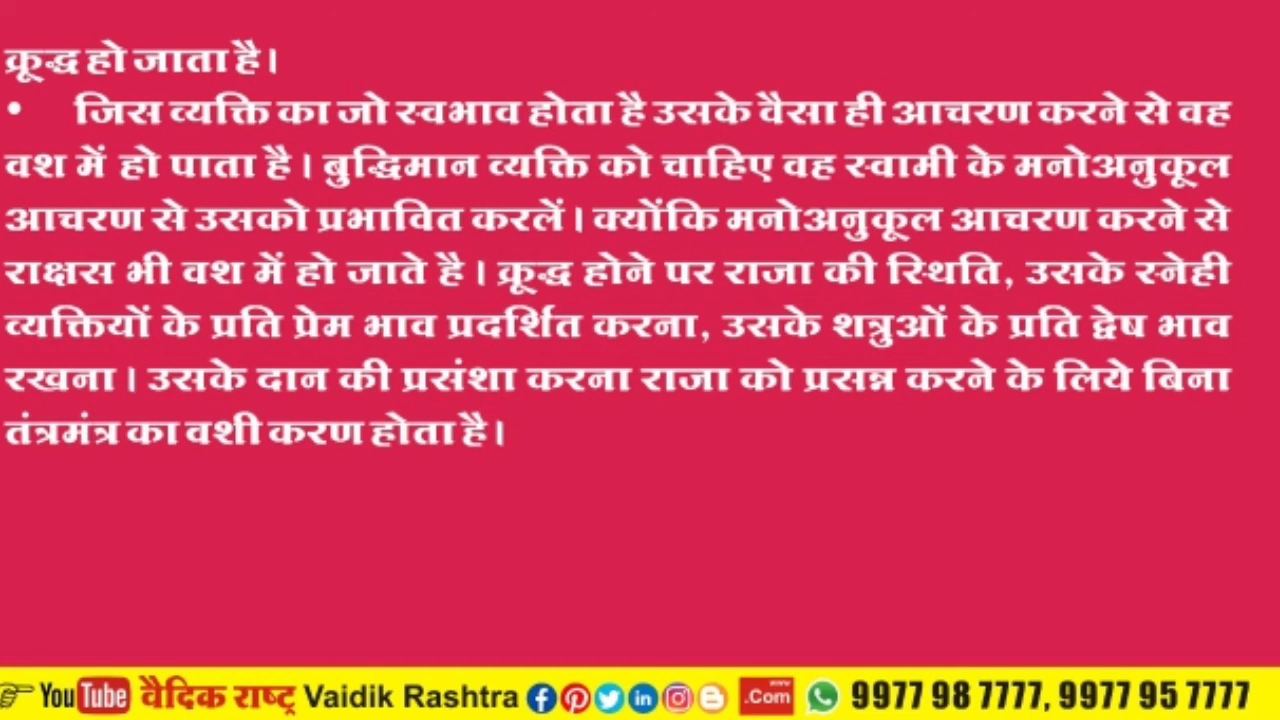 क्रूद्ध हो जाता है।
• जिस व्यक्ति का जो स्वभाव होता है उसके वैसा ही आचरण करने से वह
वश में हो पाता है। बुद्धिमान व्यक्ति को चाहिए वह स्वामी के मनोअनुकूल
आचरण से उसको प्रभावित करलें। क्योंकि मनोअनुकूल आचरण करने से
राक्षस भी वश में हो जाते है। क्रूद्ध होने पर राजा की स्थिति, उसके स्नेही
व्यक्तियों के प्रति प्रेम भाव प्रदर्शित करना, उसके शत्रुओं के प्रति द्वेष भाव
रखना। उसके दान की प्रसंशा करना राजा को प्रसन्न करने के लिये बिना
तंत्रमंत्र का वशीकरण होता है।
YouTube वैदिक राष्ट्र Vaidik Rashtra www .Com 9977 98 7777, 9977 95 7777